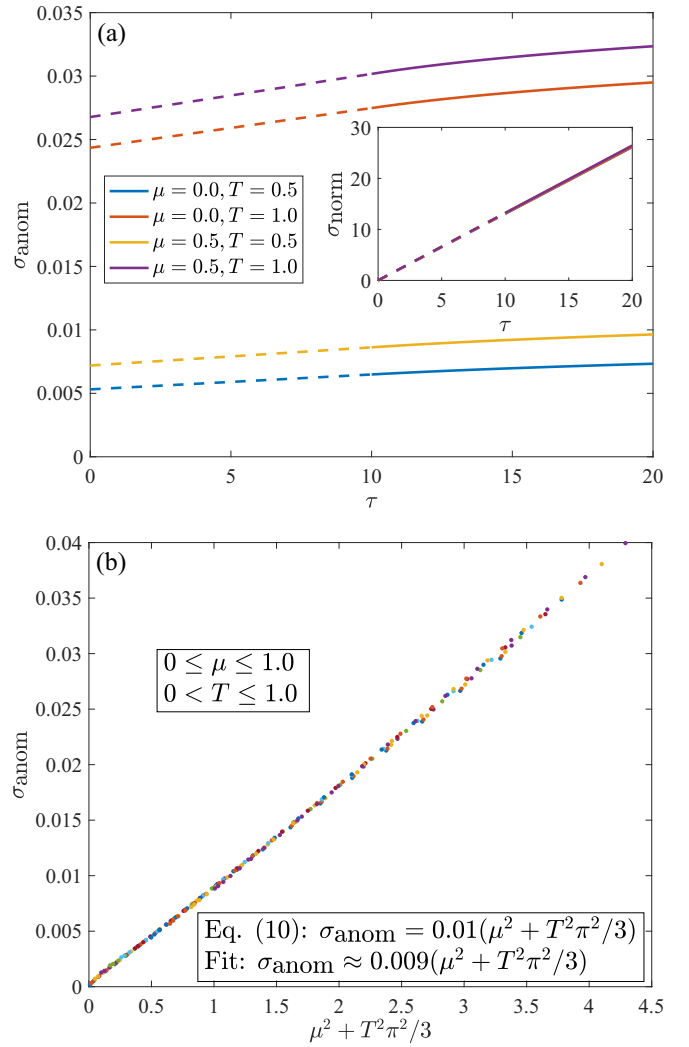 (a)
0.035
0.03
0.025
0.02
0.015
0.01
0.005
0
σanom
μ = 0.0, T = 0.5
μ = 0.0, T = 1.0
μ = 0.5, T = 0.5
μ = 0.5, T = 1.0
30
20
10
0
σnorm
0 5 10 15 20
τ
0 5 10 15 20
τ
(b)
0.04
0.035
0.03
0.025
0.02
0.015
0.01
0.005
0
σanom
0 ≤ μ ≤ 1.0
0 < T ≤ 1.0
Eq. (10): σanom = 0.01(μ² + T²π²/3)
Fit: σanom ≈ 0.009(μ² + T²π²/3)
0 0.5 1 1.5 2 2.5 3 3.5 4 4.5
μ² + T²π²/3